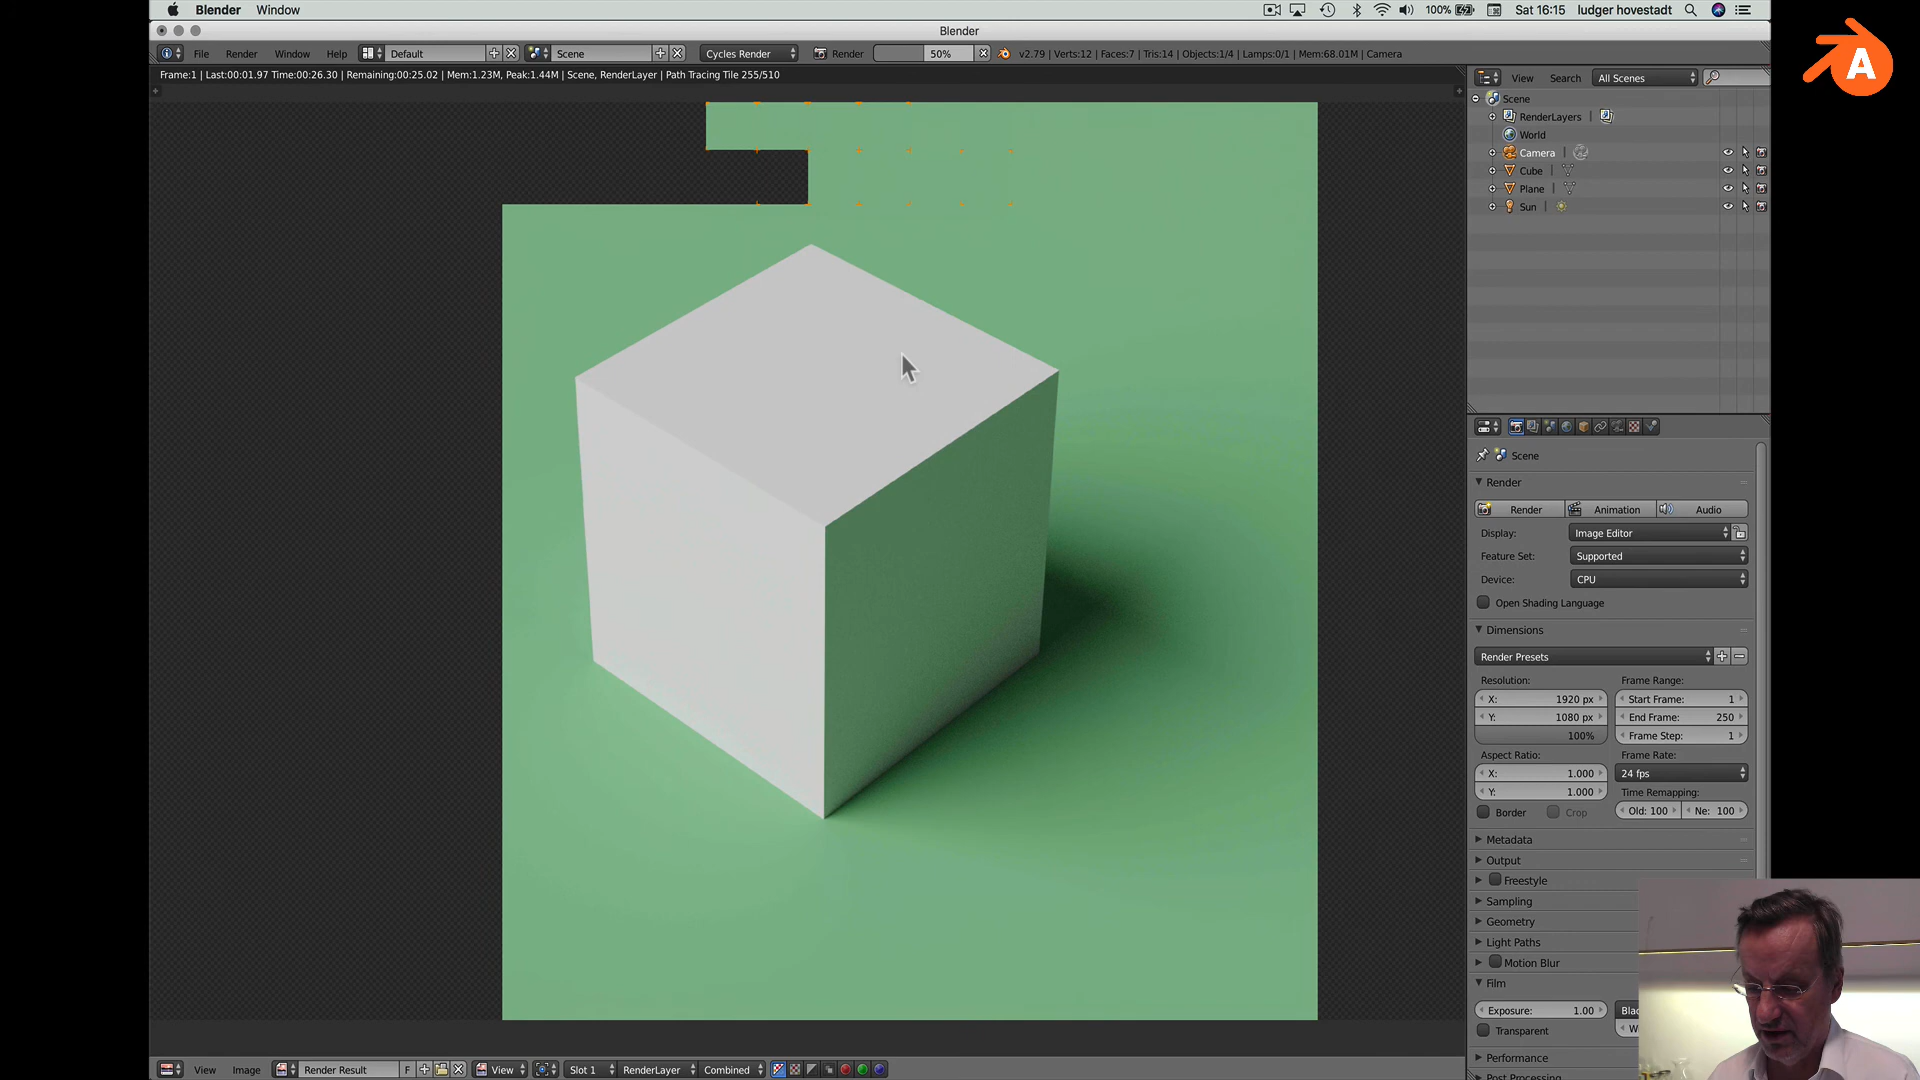 Blender Window
100% Sat 16:15 ludger hovestadt
Blender
File Render Window Help Default Scene Cycles Render Render 50% v2.79 | Verts:12 | Faces:7 | Tris:14 | Objects:1/4 | Lamps:0/1 | Mem:68.01M | Camera
Frame:1 | Last:00:01.97 Time:00:26.30 | Remaining:00:25.02 | Mem:1.23M, Peak:1.44M | Scene, RenderLayer | Path Tracing Tile 255/510
View Search All Scenes
Scene
RenderLayers |
World
Camera |
Cube |
Plane |
Sun |
Scene
Render
Render Animation Audio
Display: Image Editor
Feature Set: Supported
Device: CPU
Open Shading Language
Dimensions
Render Presets
Resolution: Frame Range:
X: 1920 px Start Frame: 1
Y: 1080 px End Frame: 250
100% Frame Step: 1
Aspect Ratio: Frame Rate:
X: 1.000 24 fps
Y: 1.000 Time Remapping:
Border Crop Old: 100 Ne: 100
Metadata
Output
Freestyle
Sampling
Geometry
Light Paths
Motion Blur
Film
Exposure: 1.00
Transparent
Performance
Post Processing
View Image Render Result F View Slot 1 RenderLayer Combined
A